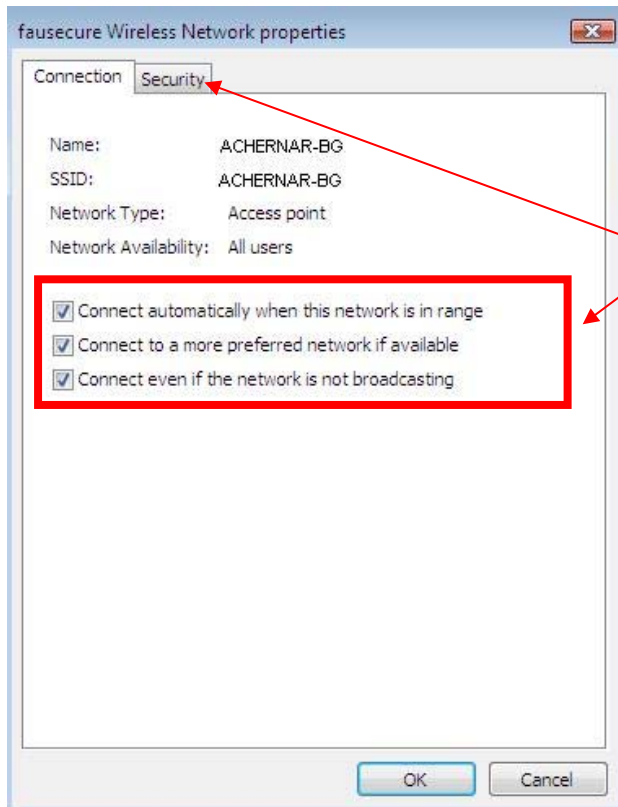 fausecure Wireless Network properties
Connection Security
Name: ACHERNAR-BG
SSID: ACHERNAR-BG
Network Type: Access point
Network Availability: All users
Connect automatically when this network is in range
Connect to a more preferred network if available
Connect even if the network is not broadcasting
OK Cancel